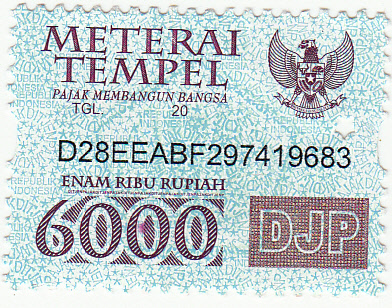 METERAI
TEMPEL
PAJAK MEMBANGUN BANGSA
TGL. 20
D28EEABF297419683
ENAM RIBU RUPIAH
6000
DJP